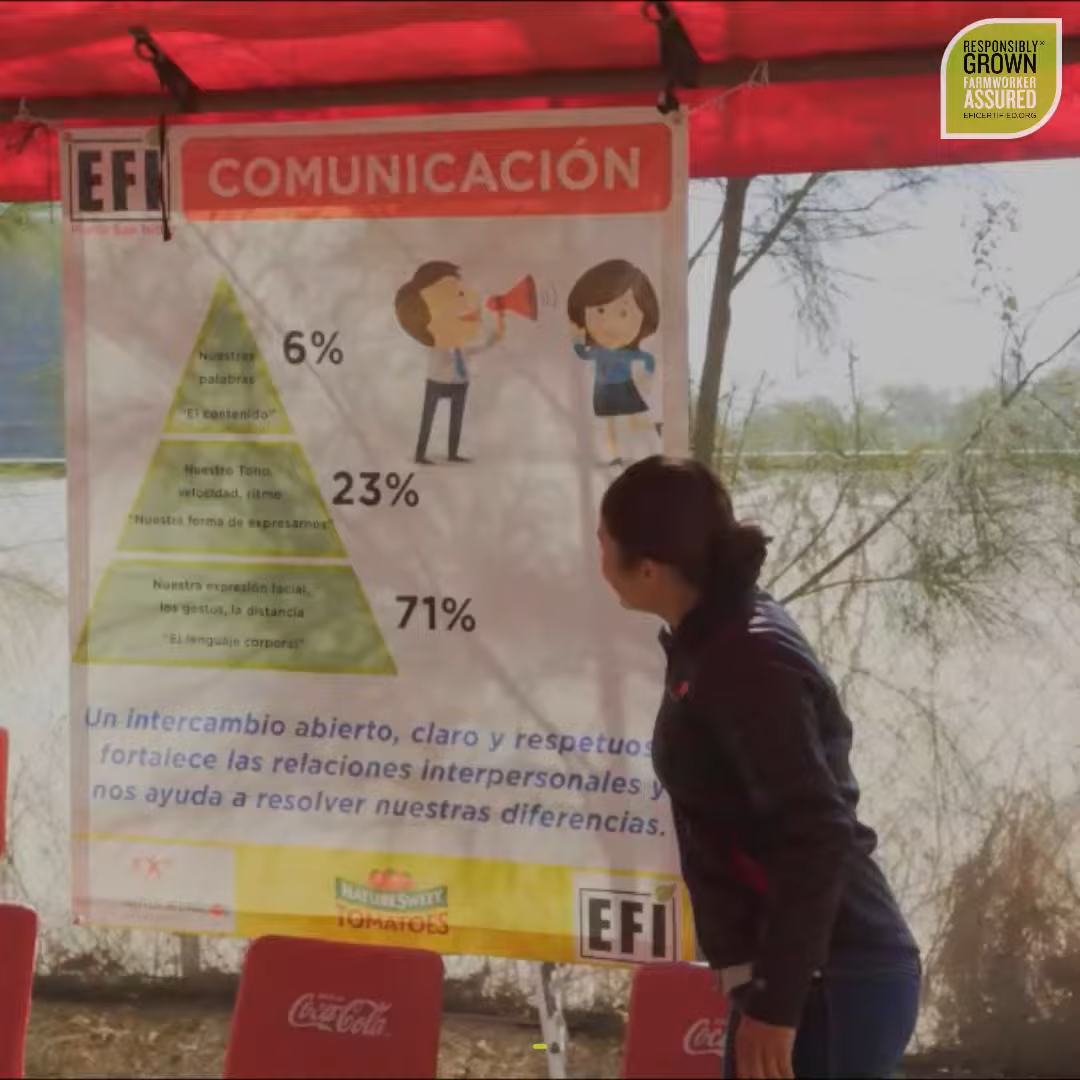 RESPONSIBLY
GROWN
FARMWORKER
ASSURED
EFICERTIFIED.ORG
EFI
COMUNICACIÓN
6%
Nuestras
palabras
"El contenido"
23%
Nuestro Tono,
velocidad, ritmo
"Nuestra forma de expresarnos"
71%
Nuestra expresión facial,
los gestos, la distancia
"El lenguaje corporal"
Un intercambio abierto, claro y respetuos
fortalece las relaciones interpersonales y
nos ayuda a resolver nuestras diferencias.
NATURESWEET
TOMATOES
EFI
Coca-Cola
Coca